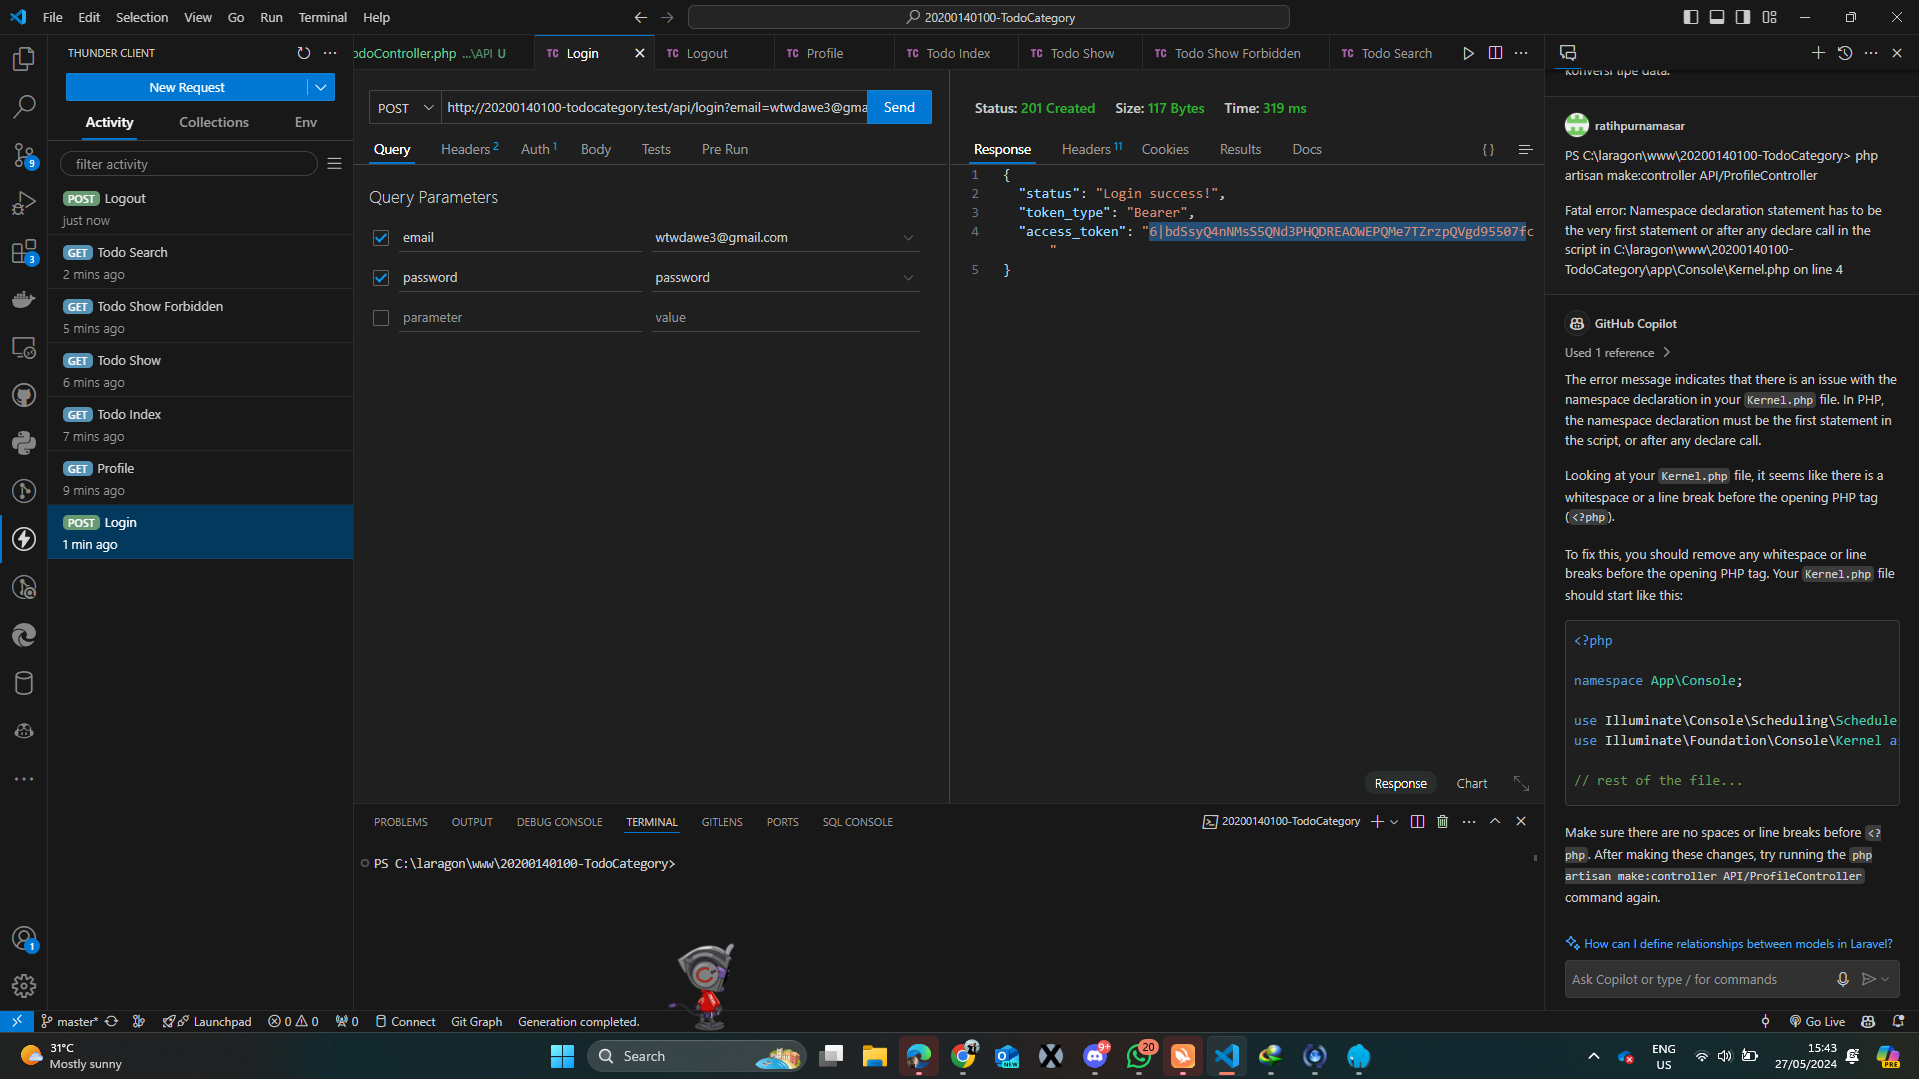 File Edit Selection View Go Run Terminal Help
20200140100-TodoCategory
THUNDER CLIENT
New Request
Activity Collections Env
filter activity
POST Logout
just now
GET Todo Search
2 mins ago
GET Todo Show Forbidden
5 mins ago
GET Todo Show
6 mins ago
GET Todo Index
7 mins ago
GET Profile
9 mins ago
POST Login
1 min ago
9
3
1
odoController.php ...\API U
TC Login
TC Logout
TC Profile
TC Todo Index
TC Todo Show
TC Todo Show Forbidden
TC Todo Search
POST http://20200140100-todocategory.test/api/login?email=wtwdawe3@gma Send
Query Headers 2 Auth 1 Body Tests Pre Run
Query Parameters
email wtwdawe3@gmail.com
password password
parameter value
Status: 201 Created Size: 117 Bytes Time: 319 ms
Response Headers 11 Cookies Results Docs { }
1 {
2 "status": "Login success!",
3 "token_type": "Bearer",
4 "access_token": "6|bdSsyQ4nNMsS5QNd3PHQDREAOWEPQMe7TZrzpQVgd95507fc
"
5 }
Response Chart
PROBLEMS OUTPUT DEBUG CONSOLE TERMINAL GITLENS PORTS SQL CONSOLE
20200140100-TodoCategory
PS C:\laragon\www\20200140100-TodoCategory>
konversi tipe data.
ratihpurnamasar
PS C:\laragon\www\20200140100-TodoCategory> php
artisan make:controller API/ProfileController
Fatal error: Namespace declaration statement has to be
the very first statement or after any declare call in the
script in C:\laragon\www\20200140100-
TodoCategory\app\Console\Kernel.php on line 4
GitHub Copilot
Used 1 reference
The error message indicates that there is an issue with the
namespace declaration in your Kernel.php file. In PHP,
the namespace declaration must be the first statement in
the script, or after any declare call.
Looking at your Kernel.php file, it seems like there is a
whitespace or a line break before the opening PHP tag
(<?php).
To fix this, you should remove any whitespace or line
breaks before the opening PHP tag. Your Kernel.php file
should start like this:
<?php
namespace App\Console;
use Illuminate\Console\Scheduling\Schedule
use Illuminate\Foundation\Console\Kernel as
// rest of the file...
Make sure there are no spaces or line breaks before <?
php. After making these changes, try running the php
artisan make:controller API/ProfileController
command again.
How can I define relationships between models in Laravel?
Ask Copilot or type / for commands
master* Launchpad 0 0 0 Connect Git Graph Generation completed. Go Live
31°C
Mostly sunny
Search
NEW
9+
20
ENG
US
15:43
27/05/2024
PRE